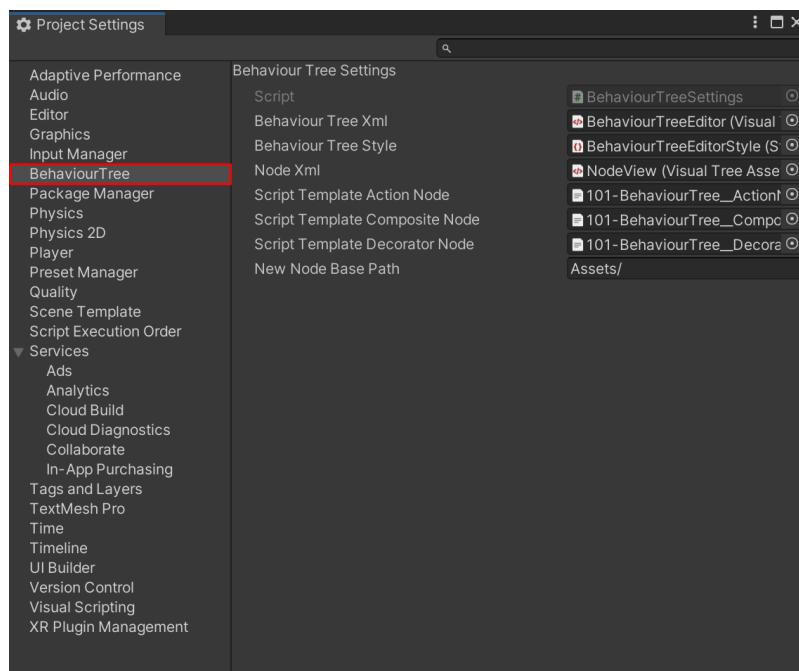 Project Settings
Adaptive Performance
Audio
Editor
Graphics
Input Manager
BehaviourTree
Package Manager
Physics
Physics 2D
Player
Preset Manager
Quality
Scene Template
Script Execution Order
Services
Ads
Analytics
Cloud Build
Cloud Diagnostics
Collaborate
In-App Purchasing
Tags and Layers
TextMesh Pro
Time
Timeline
UI Builder
Version Control
Visual Scripting
XR Plugin Management
Behaviour Tree Settings
Script BehaviourTreeSettings
Behaviour Tree Xml BehaviourTreeEditor (Visual
Behaviour Tree Style BehaviourTreeEditorStyle (S
Node Xml NodeView (Visual Tree Asse
Script Template Action Node 101-BehaviourTree__Action
Script Template Composite Node 101-BehaviourTree__Compo
Script Template Decorator Node 101-BehaviourTree__Decora
New Node Base Path Assets/